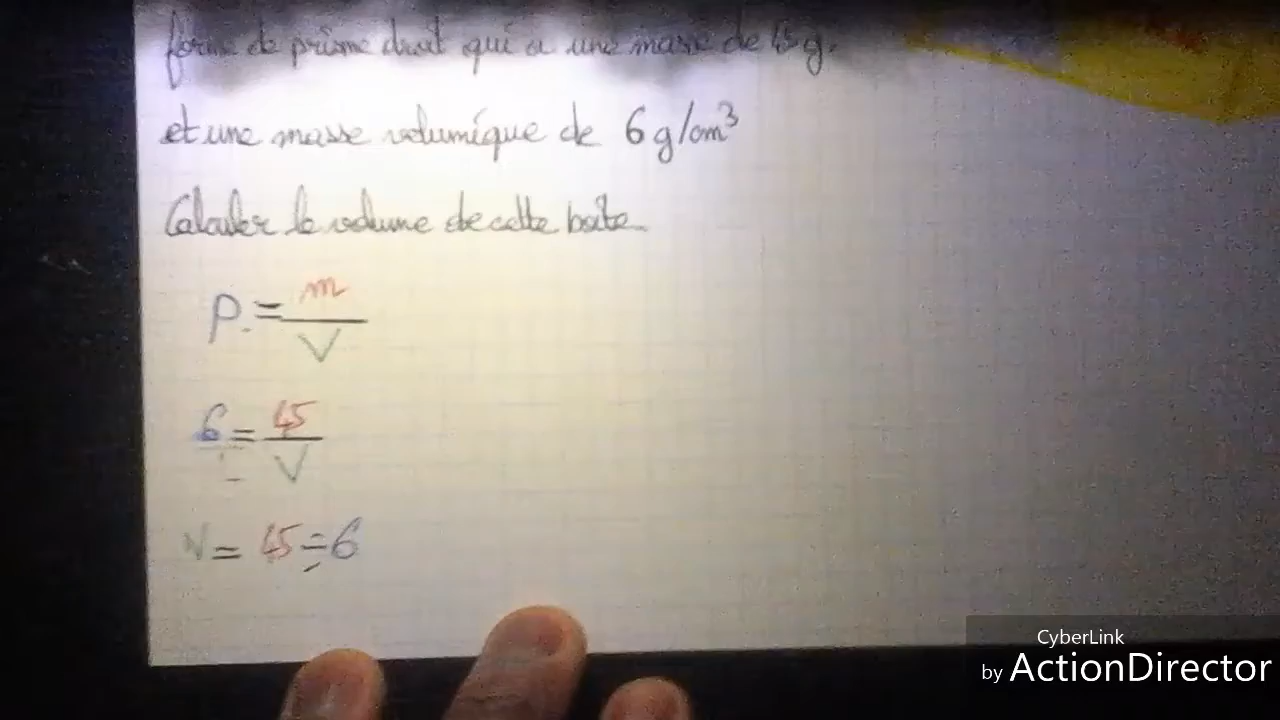 forme de prisme droit qui a une masse de 45 g.
et une masse volumique de 6 g/cm³
Calculer le volume de cette boîte.
ρ = m/V
6 = 45/V
V = 45 ÷ 6
CyberLink
by ActionDirector